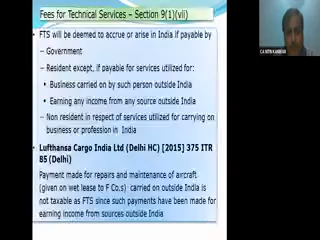 Fees for Technical Services – Section 9(1)(vii)
• FTS will be deemed to accrue or arise in India if payable by
– Government
– Resident except, if payable for services utilized for:
• Business carried on by such person outside India
• Earning any income from any source outside India
– Non resident in respect of services utilized for carrying on
business or profession in India
• Lufthansa Cargo India Ltd (Delhi HC) [2015] 375 ITR
85 (Delhi)
Payment made for repairs and maintenance of aircraft
(given on wet lease to F Co.s) carried on outside India is
not taxable as FTS since such payments have been made for
earning income from sources outside India